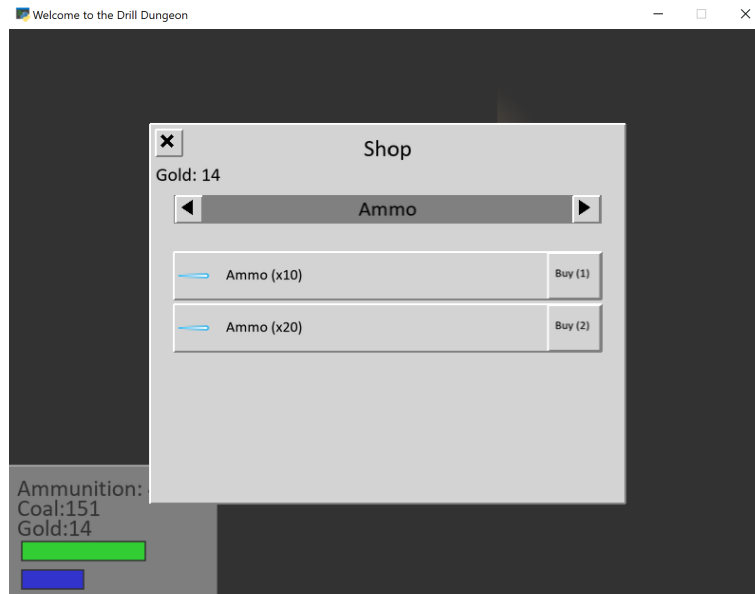 Welcome to the Drill Dungeon
Shop
Gold: 14
Ammo
Ammo (x10) Buy (1)
Ammo (x20) Buy (2)
Ammunition:
Coal:151
Gold:14